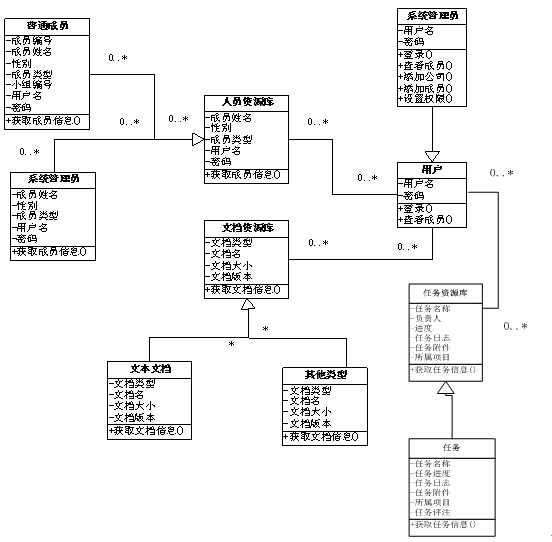 普通成员
-成员编号
-成员姓名
-性别
-成员类型
-小组编号
-用户名
-密码
+获取成员信息()
0..*
0..*
0..*
0..*
系统管理员
-成员姓名
-性别
-成员类型
-用户名
-密码
+获取成员信息()
人员资源库
-成员姓名
-性别
-成员类型
-用户名
-密码
+获取成员信息()
0..*
0..*
系统管理员
-用户名
-密码
+登录()
+查看成员()
+添加公司()
+添加成员()
+设置权限()
用户
-用户名
-密码
+登录()
+查看成员()
0..*
0..*
文档资源库
-文档类型
-文档名
-文档大小
-文档版本
+获取文档信息()
0..*
0..*
*
*
文本文档
-文档类型
-文档名
-文档大小
-文档版本
+获取文档信息()
其他类型
-文档类型
-文档名
-文档大小
-文档版本
+获取文档信息()
任务资源库
-任务名称
-负责人
-进度
-任务日志
-任务附件
-所属项目
+获取任务信息()
任务
-任务名称
-任务进度
-任务日志
-任务附件
-所属项目
-任务评注
+获取任务信息()